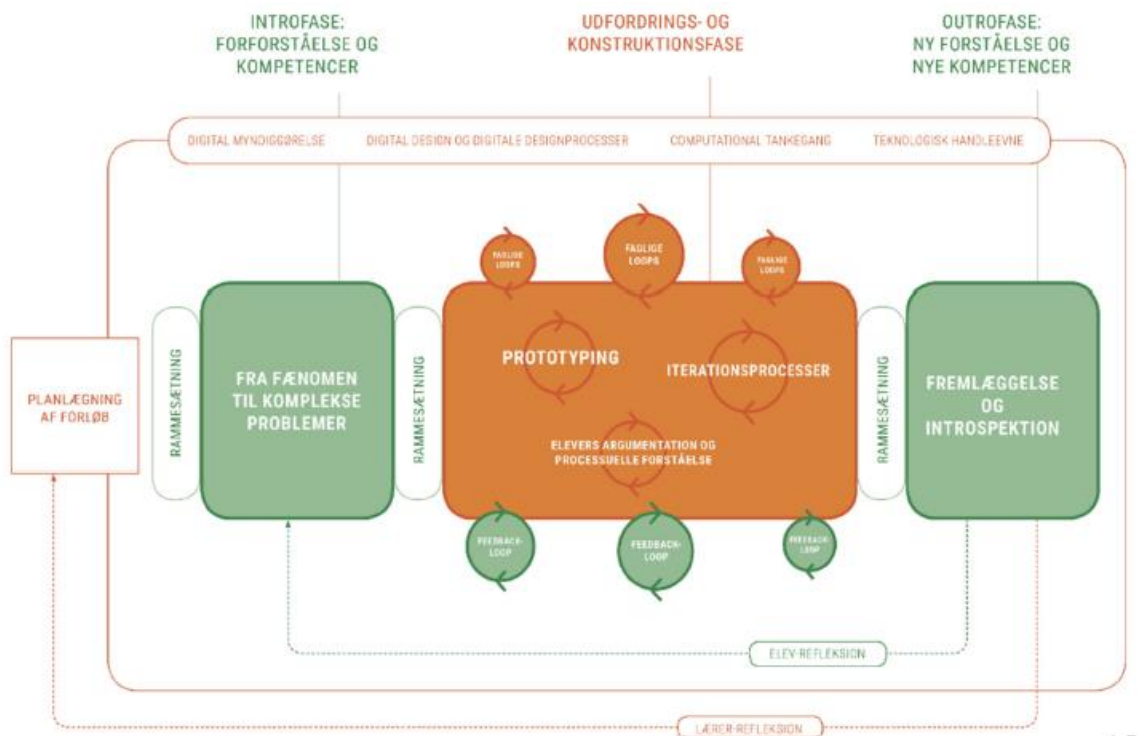 INTROFASE:
FORFORSTÅELSE OG
KOMPETENCER
UDFORDRINGS- OG
KONSTRUKTIONSFASE
OUTROFASE:
NY FORSTÅELSE OG
NYE KOMPETENCER
DIGITAL MYNDIGGØRELSE
DIGITAL DESIGN OG DIGITALE DESIGNPROCESSER
COMPUTATIONAL TANKEGANG
TEKNOLOGISK HANDLEEVNE
PLANLÆGNING
AF FORLØB
RAMMESÆTNING
FRA FÆNOMEN
TIL KOMPLEKSE
PROBLEMER
RAMMESÆTNING
FAGLIGE
LOOPS
FAGLIGE
LOOPS
FAGLIGE
LOOPS
PROTOTYPING
ITERATIONSPROCESSER
ELEVERS ARGUMENTATION OG
PROCESSUELLE FORSTÅELSE
FEEDBACK-
LOOP
FEEDBACK-
LOOP
FEEDBACK-
LOOP
RAMMESÆTNING
FREMLÆGGELSE
OG
INTROSPEKTION
ELEV-REFLEKSION
LÆRER-REFLEKSION